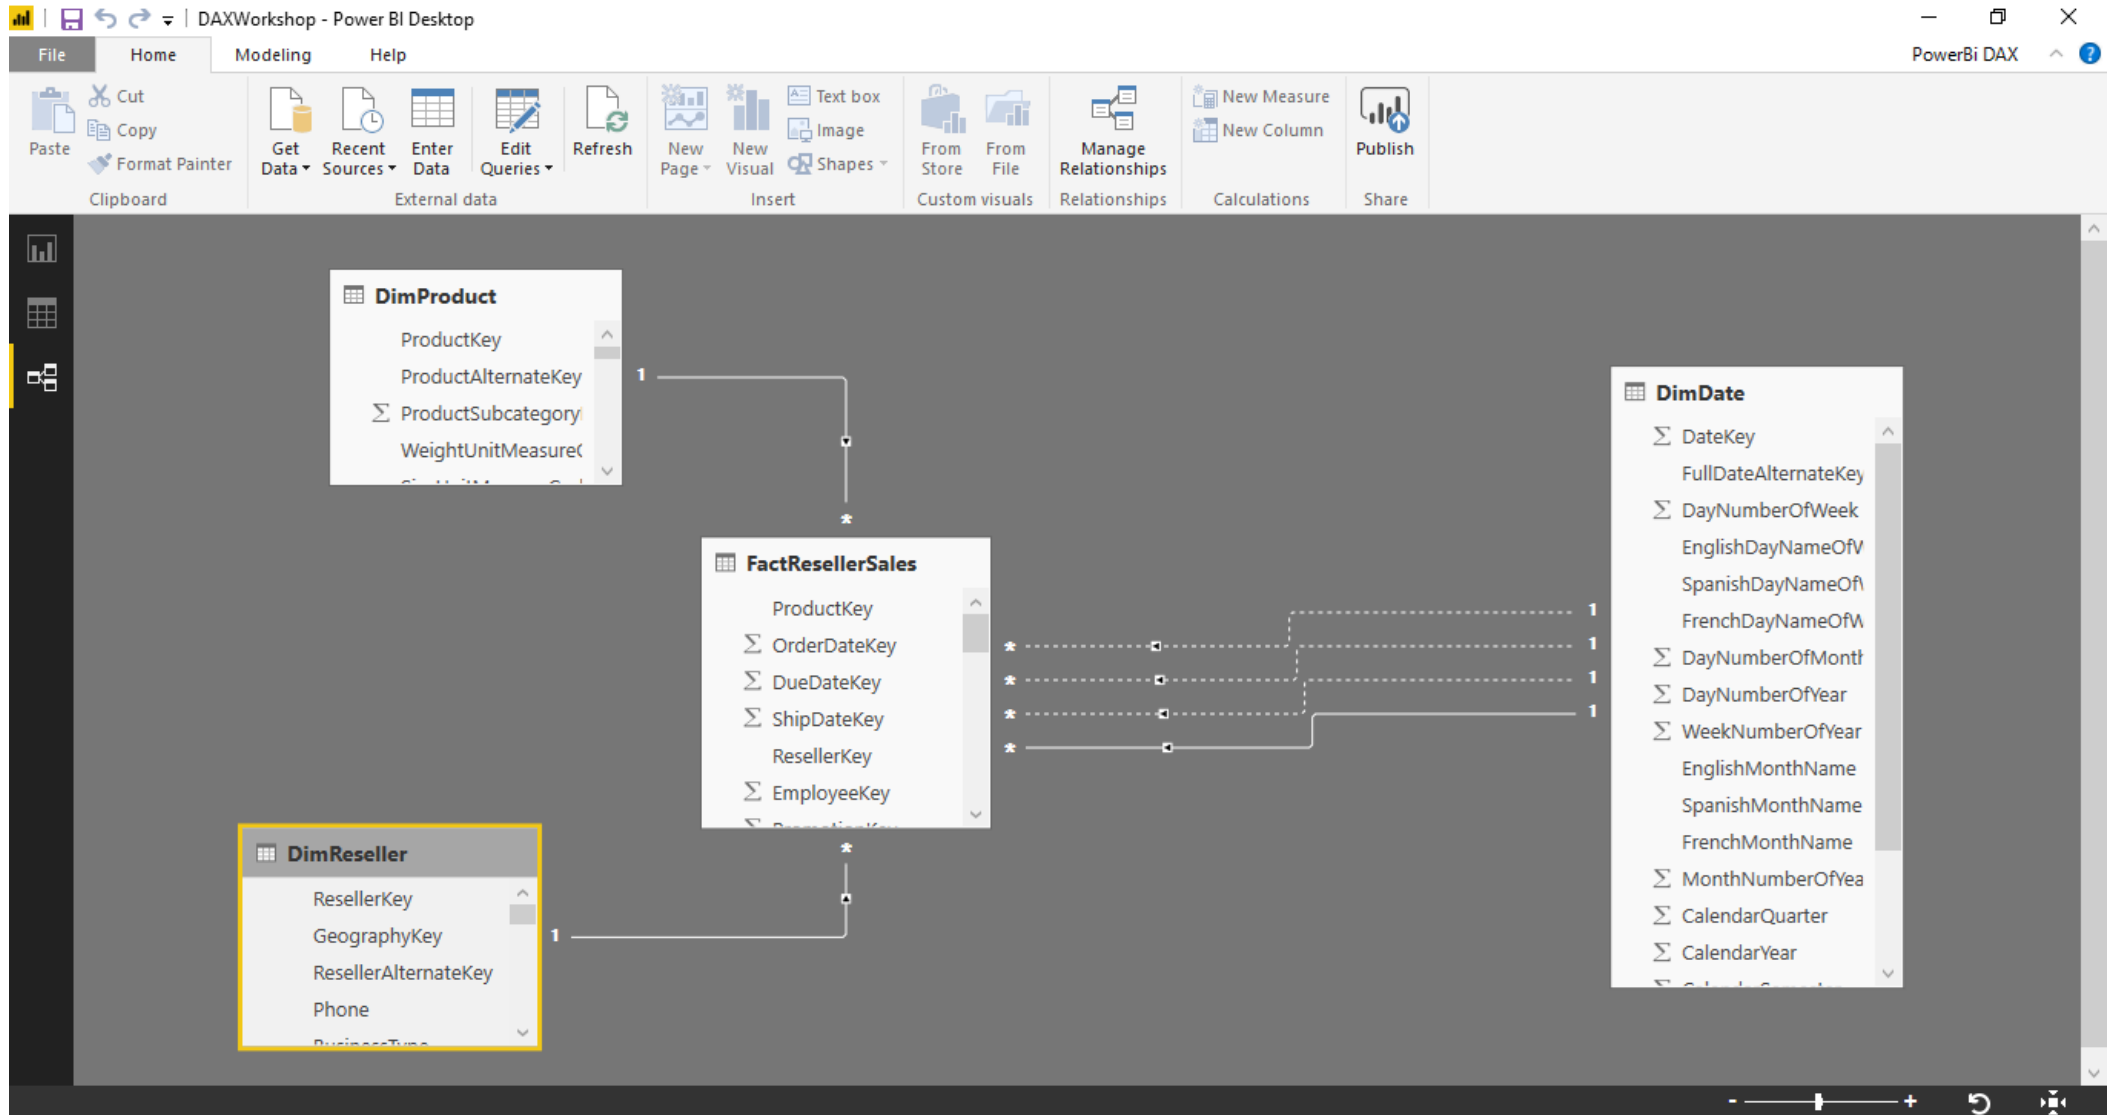 DAXWorkshop - Power BI Desktop
File Home Modeling Help PowerBi DAX ?
Paste
Cut
Copy
Format Painter
Clipboard
Get Data
Recent Sources
Enter Data
Edit Queries
Refresh
External data
New Page
New Visual
Text box
Image
Shapes
Insert
From Store
From File
Custom visuals
Manage Relationships
Relationships
New Measure
New Column
Calculations
Publish
Share
DimProduct
ProductKey
ProductAlternateKey
∑ ProductSubcategory
WeightUnitMeasure
1
*
FactResellerSales
ProductKey
∑ OrderDateKey
∑ DueDateKey
∑ ShipDateKey
ResellerKey
∑ EmployeeKey
* 1
* 1
* 1
* 1
DimDate
∑ DateKey
FullDateAlternateKey
∑ DayNumberOfWeek
EnglishDayNameOf
SpanishDayNameOf
FrenchDayNameOf
∑ DayNumberOfMonth
∑ DayNumberOfYear
∑ WeekNumberOfYear
EnglishMonthName
SpanishMonthName
FrenchMonthName
∑ MonthNumberOfYea
∑ CalendarQuarter
∑ CalendarYear
*
DimReseller
ResellerKey
GeographyKey
ResellerAlternateKey
Phone
1
- +